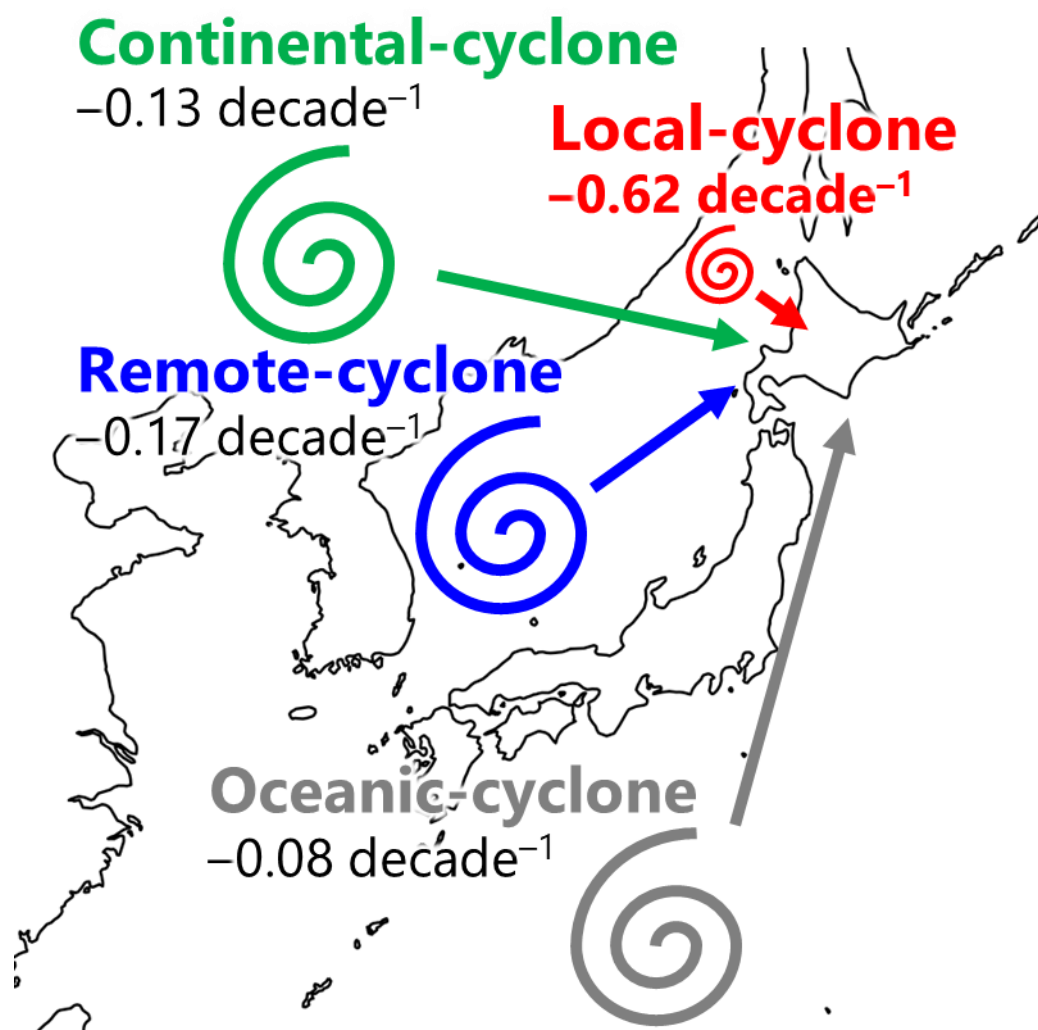 Continental-cyclone
–0.13 decade⁻¹
Local-cyclone
–0.62 decade⁻¹
Remote-cyclone
–0.17 decade⁻¹
Oceanic-cyclone
–0.08 decade⁻¹